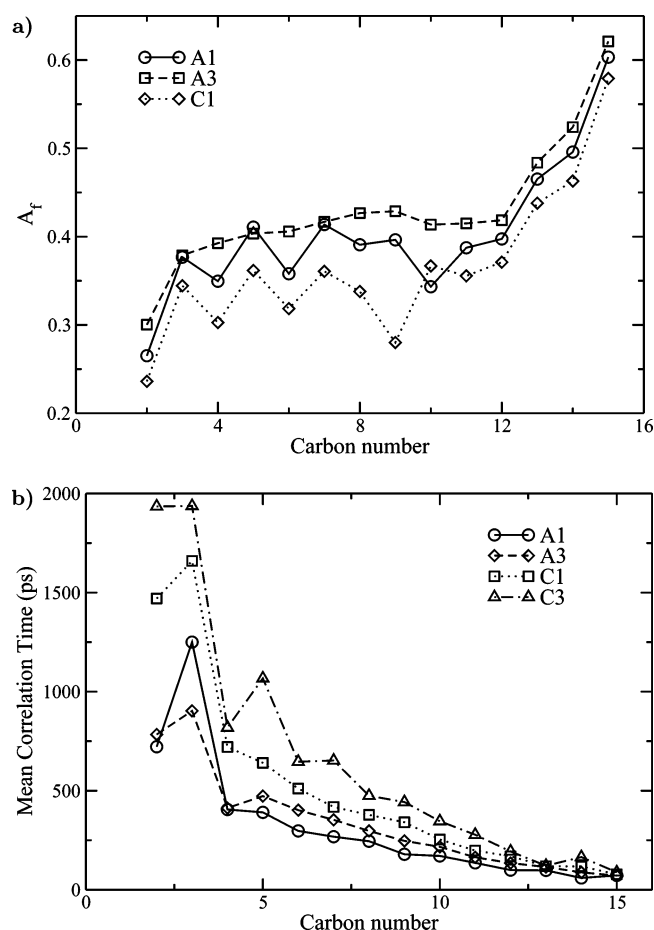 a)
0.6
0.5
0.4
0.3
0.2
A_f
A1
A3
C1
0 4 8 12 16
Carbon number
b)
2000
1500
1000
500
0
Mean Correlation Time (ps)
A1
A3
C1
C3
0 5 10 15
Carbon number